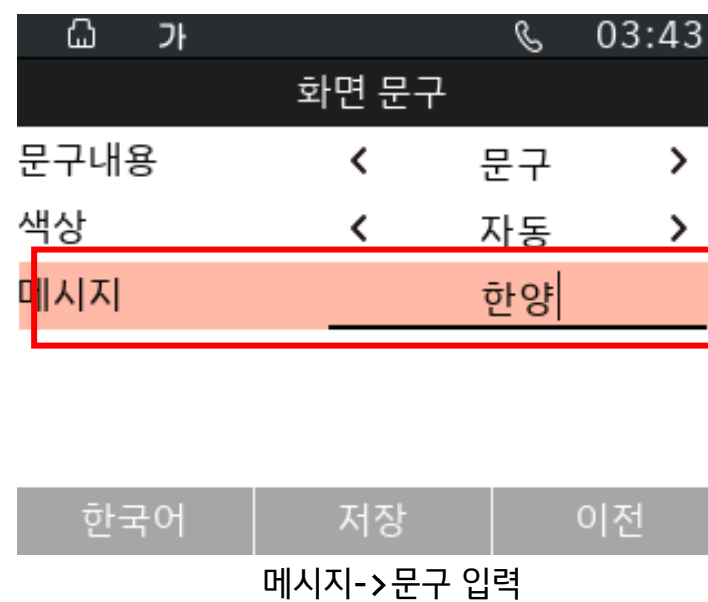 가 03:43
화면 문구
문구내용 < 문구 >
색상 < 자동 >
메시지 한양
한국어 저장 이전
메시지->문구 입력